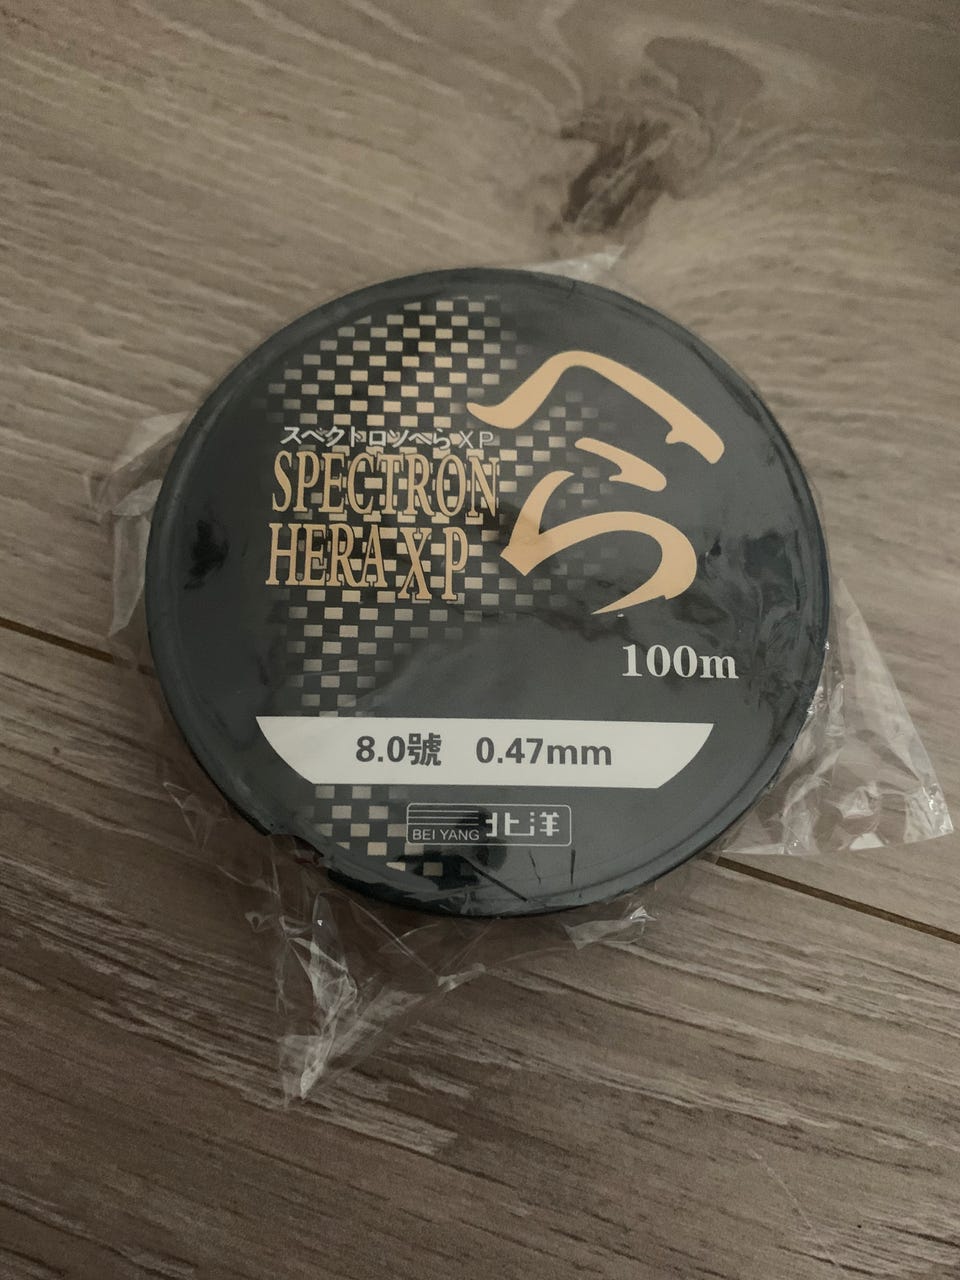 スペクトロンへらXP
SPECTRON
HERA XP
へら
100m
8.0號 0.47mm
BEI YANG 北洋